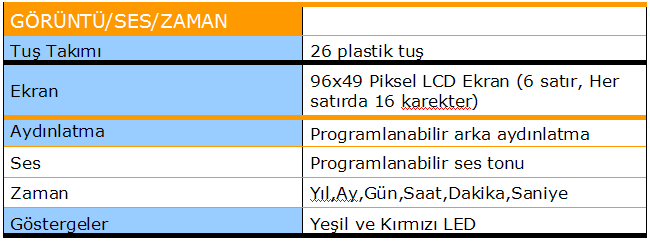 GÖRÜNTÜ/SES/ZAMAN
Tuş Takımı 26 plastik tuş
Ekran 96x49 Piksel LCD Ekran (6 satır, Her
satırda 16 karekter)
Aydınlatma Programlanabilir arka aydınlatma
Ses Programlanabilir ses tonu
Zaman Yıl,Ay,Gün,Saat,Dakika,Saniye
Göstergeler Yeşil ve Kırmızı LED